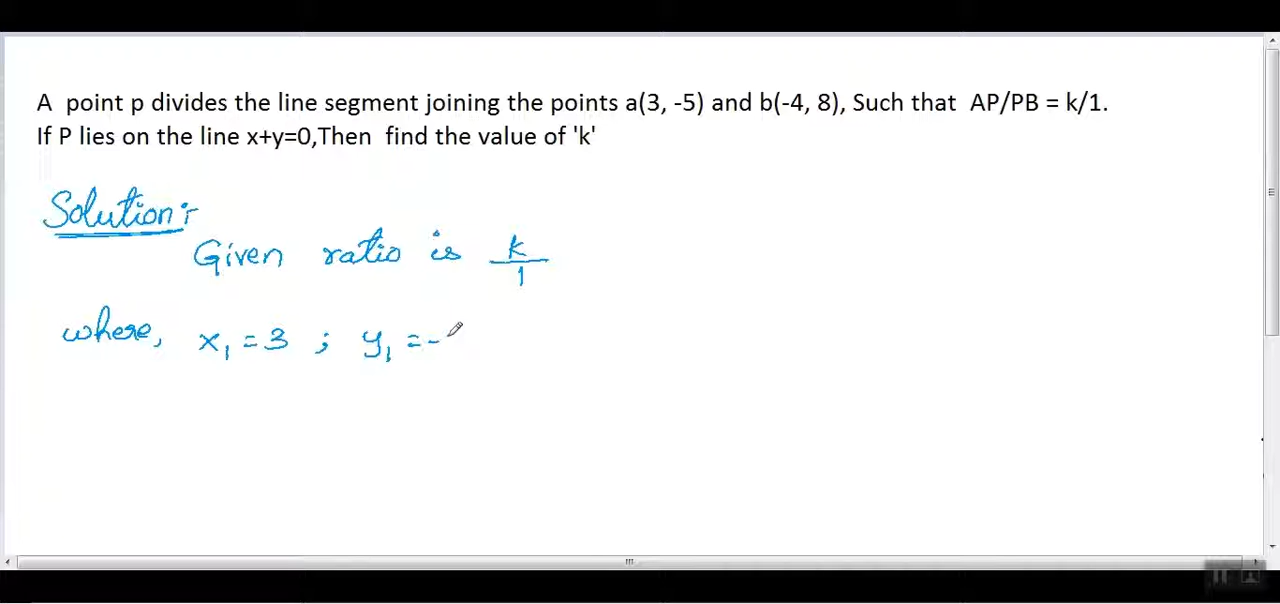 A point p divides the line segment joining the points a(3, -5) and b(-4, 8), Such that AP/PB = k/1.
If P lies on the line x+y=0,Then find the value of 'k'
Solution:-
Given ratio is k/1
where, x₁ = 3 ; y₁ = -